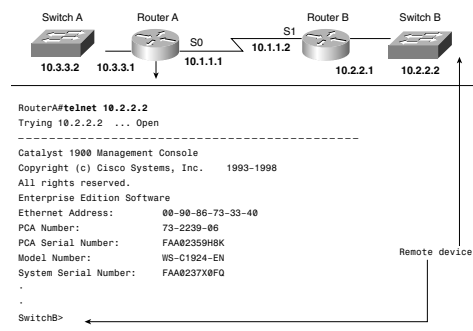 Switch A Router A Router B Switch B
S0 S1
10.3.3.2 10.3.3.1 10.1.1.1 10.1.1.2 10.2.2.1 10.2.2.2
RouterA#telnet 10.2.2.2
Trying 10.2.2.2 ... Open
------------------------------------------------
Catalyst 1900 Management Console
Copyright (c) Cisco Systems, Inc. 1993-1998
All rights reserved.
Enterprise Edition Software
Ethernet Address: 00-90-86-73-33-40
PCA Number: 73-2239-06
PCA Serial Number: FAA02359H8K
Model Number: WS-C1924-EN
System Serial Number: FAA0237X0FQ
.
.
SwitchB>
Remote device